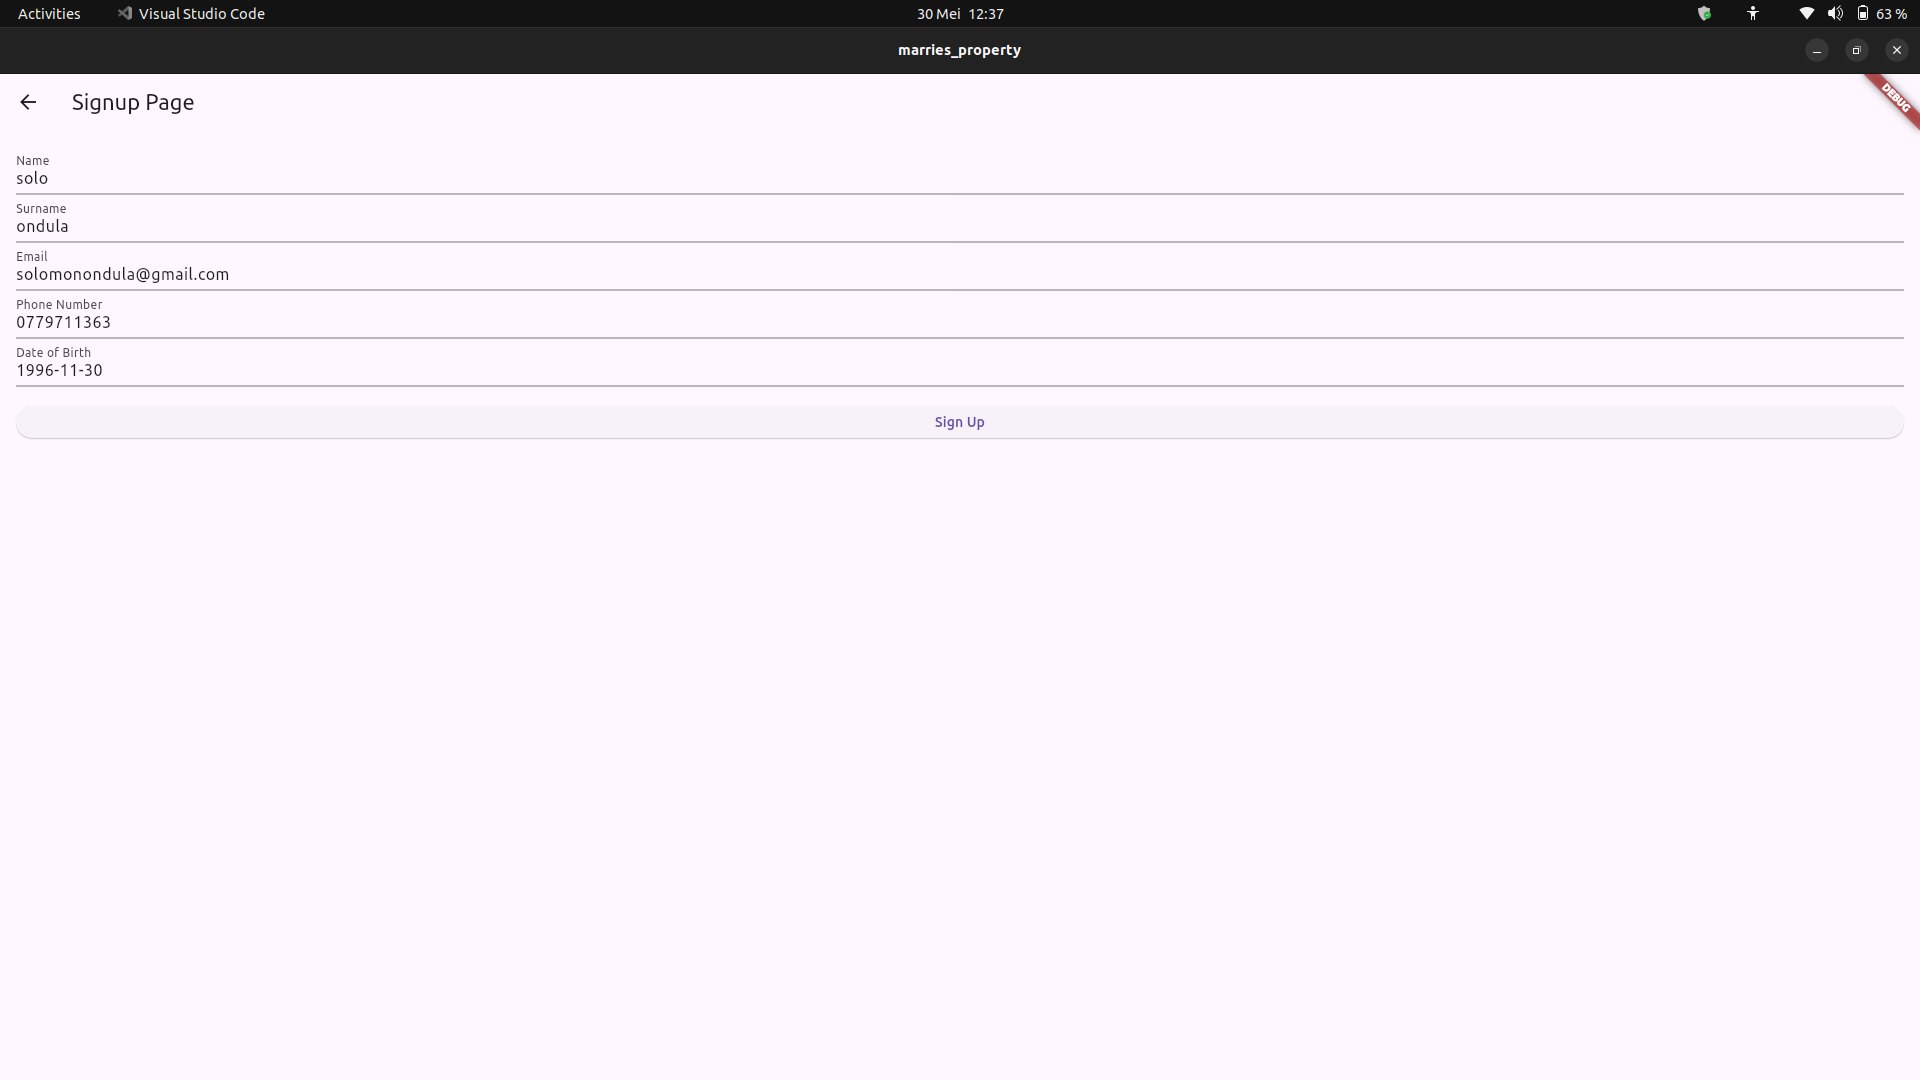 Activities Visual Studio Code 30 Mei 12:37 63 %
marries_property
Signup Page
DEBUG
Name
solo
Surname
ondula
Email
solomonondula@gmail.com
Phone Number
0779711363
Date of Birth
1996-11-30
Sign Up